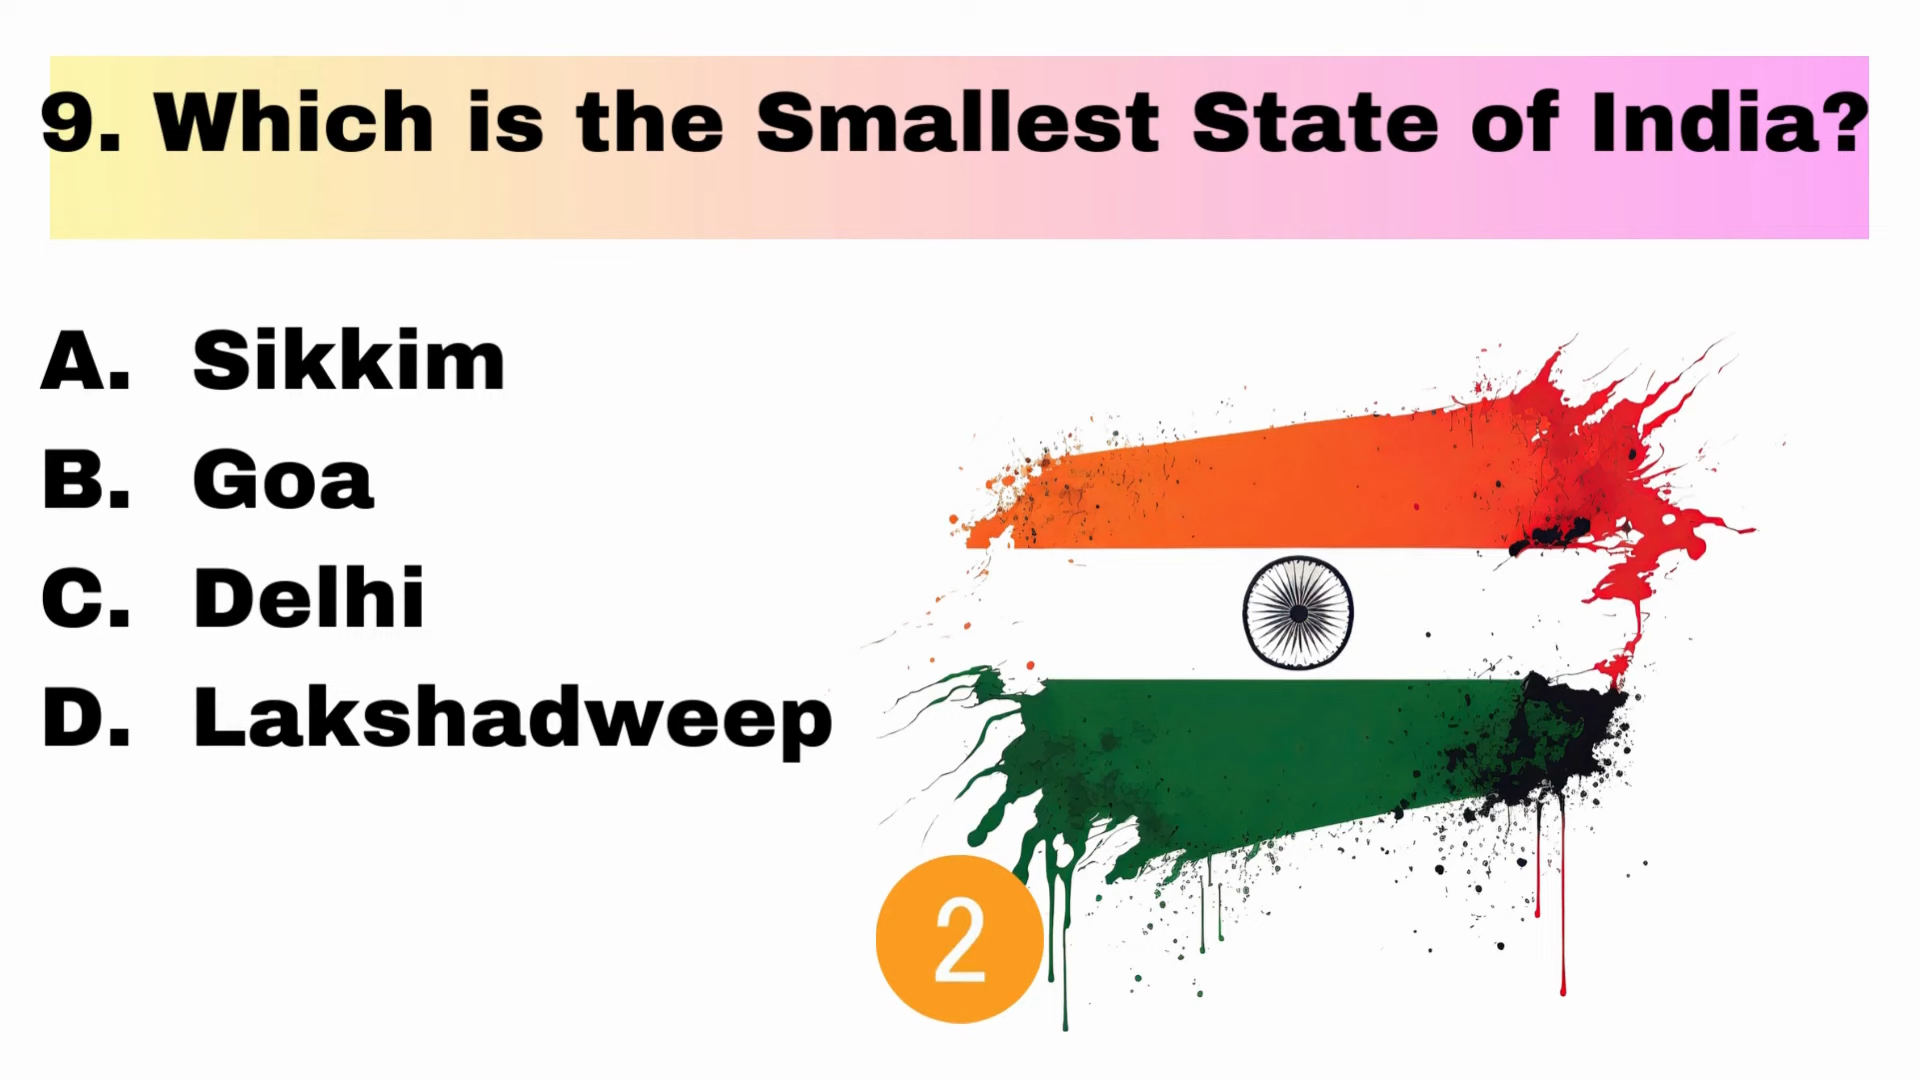 9. Which is the Smallest State of India?
A. Sikkim
B. Goa
C. Delhi
D. Lakshadweep
2